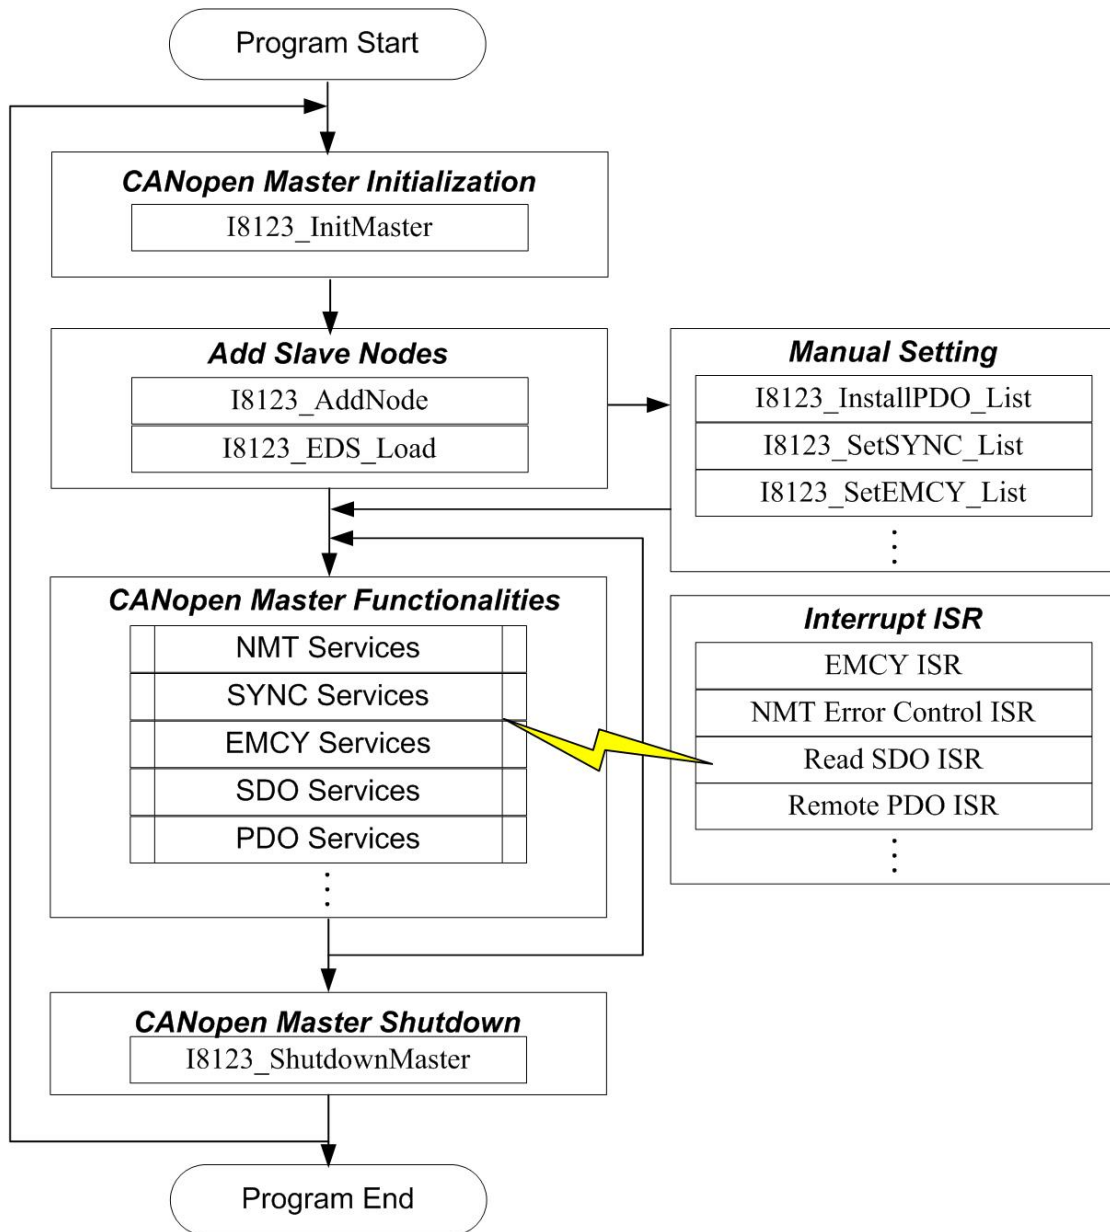 Program Start
CANopen Master Initialization
I8123_InitMaster
Add Slave Nodes
I8123_AddNode
I8123_EDS_Load
Manual Setting
I8123_InstallPDO_List
I8123_SetSYNC_List
I8123_SetEMCY_List
CANopen Master Functionalities
NMT Services
SYNC Services
EMCY Services
SDO Services
PDO Services
Interrupt ISR
EMCY ISR
NMT Error Control ISR
Read SDO ISR
Remote PDO ISR
CANopen Master Shutdown
I8123_ShutdownMaster
Program End